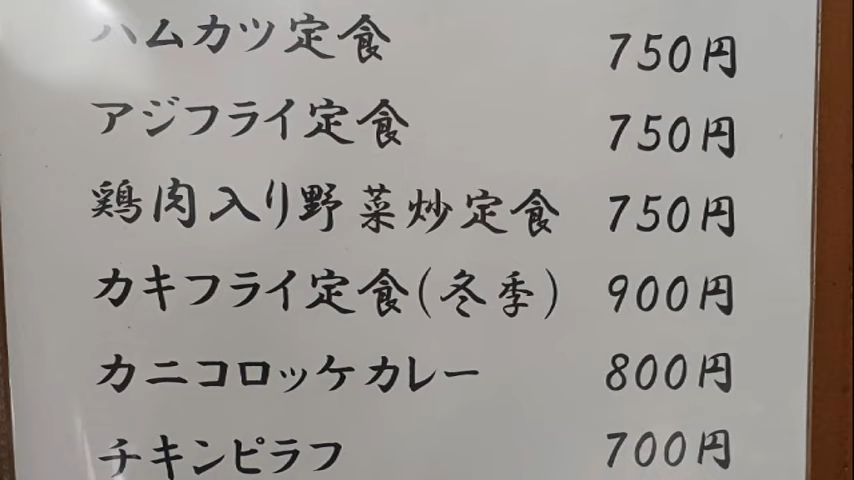 ハムカツ定食 750円
アジフライ定食 750円
鶏肉入り野菜炒定食 750円
カキフライ定食(冬季) 900円
カニコロッケカレー 800円
チキンピラフ 700円